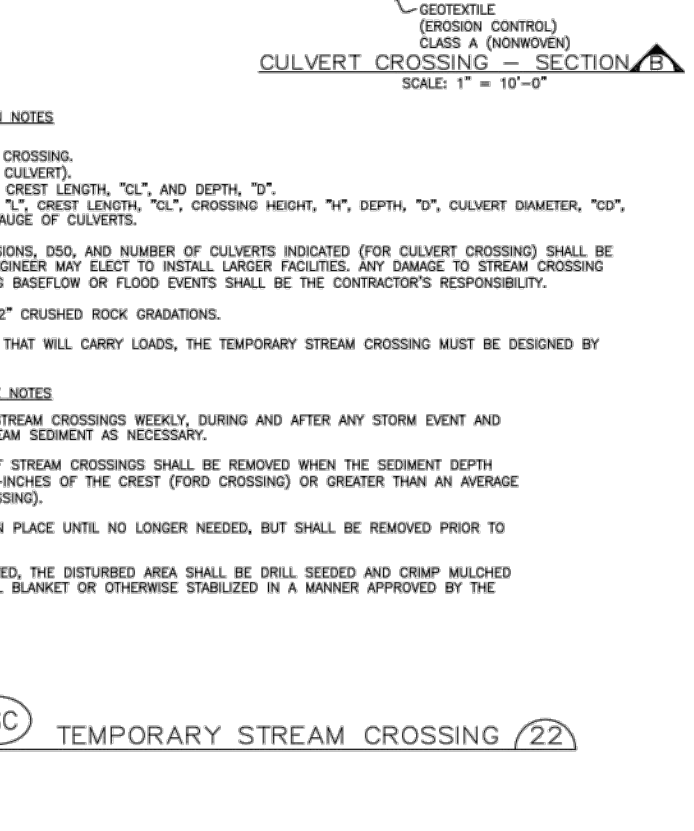 GEOTEXTILE
(EROSION CONTROL)
CLASS A (NONWOVEN)
CULVERT CROSSING – SECTION B
SCALE: 1" = 10'-0"
NOTES
CROSSING.
CULVERT).
CREST LENGTH, "CL", AND DEPTH, "D".
"L", CREST LENGTH, "CL", CROSSING HEIGHT, "H", DEPTH, "D", CULVERT DIAMETER, "CD",
AUGE OF CULVERTS.
SIONS, D50, AND NUMBER OF CULVERTS INDICATED (FOR CULVERT CROSSING) SHALL BE
GINEER MAY ELECT TO INSTALL LARGER FACILITIES. ANY DAMAGE TO STREAM CROSSING
BASEFLOW OR FLOOD EVENTS SHALL BE THE CONTRACTOR'S RESPONSIBILITY.
2" CRUSHED ROCK GRADATIONS.
THAT WILL CARRY LOADS, THE TEMPORARY STREAM CROSSING MUST BE DESIGNED BY
NOTES
STREAM CROSSINGS WEEKLY, DURING AND AFTER ANY STORM EVENT AND
EAM SEDIMENT AS NECESSARY.
STREAM CROSSINGS SHALL BE REMOVED WHEN THE SEDIMENT DEPTH
-INCHES OF THE CREST (FORD CROSSING) OR GREATER THAN AN AVERAGE
SSING).
N PLACE UNTIL NO LONGER NEEDED, BUT SHALL BE REMOVED PRIOR TO
ED, THE DISTURBED AREA SHALL BE DRILL SEEDED AND CRIMP MULCHED
BLANKET OR OTHERWISE STABILIZED IN A MANNER APPROVED BY THE
SC
TEMPORARY STREAM CROSSING 22